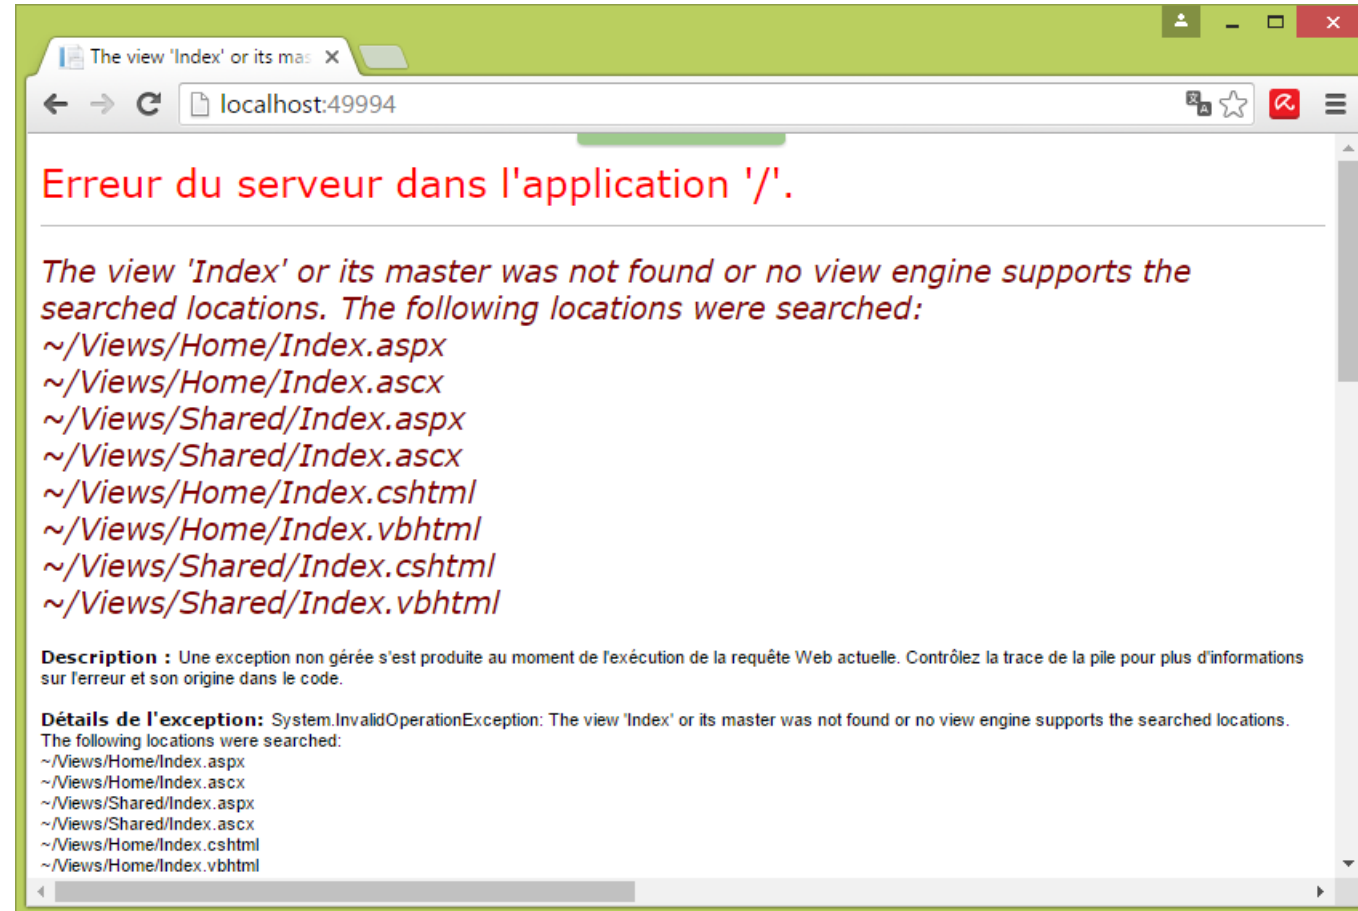 The view 'Index' or its mas
localhost:49994
Erreur du serveur dans l'application '/'.
The view 'Index' or its master was not found or no view engine supports the
searched locations. The following locations were searched:
~/Views/Home/Index.aspx
~/Views/Home/Index.ascx
~/Views/Shared/Index.aspx
~/Views/Shared/Index.ascx
~/Views/Home/Index.cshtml
~/Views/Home/Index.vbhtml
~/Views/Shared/Index.cshtml
~/Views/Shared/Index.vbhtml
Description : Une exception non gérée s'est produite au moment de l'exécution de la requête Web actuelle. Contrôlez la trace de la pile pour plus d'informations
sur l'erreur et son origine dans le code.
Détails de l'exception: System.InvalidOperationException: The view 'Index' or its master was not found or no view engine supports the searched locations.
The following locations were searched:
~/Views/Home/Index.aspx
~/Views/Home/Index.ascx
~/Views/Shared/Index.aspx
~/Views/Shared/Index.ascx
~/Views/Home/Index.cshtml
~/Views/Home/Index.vbhtml